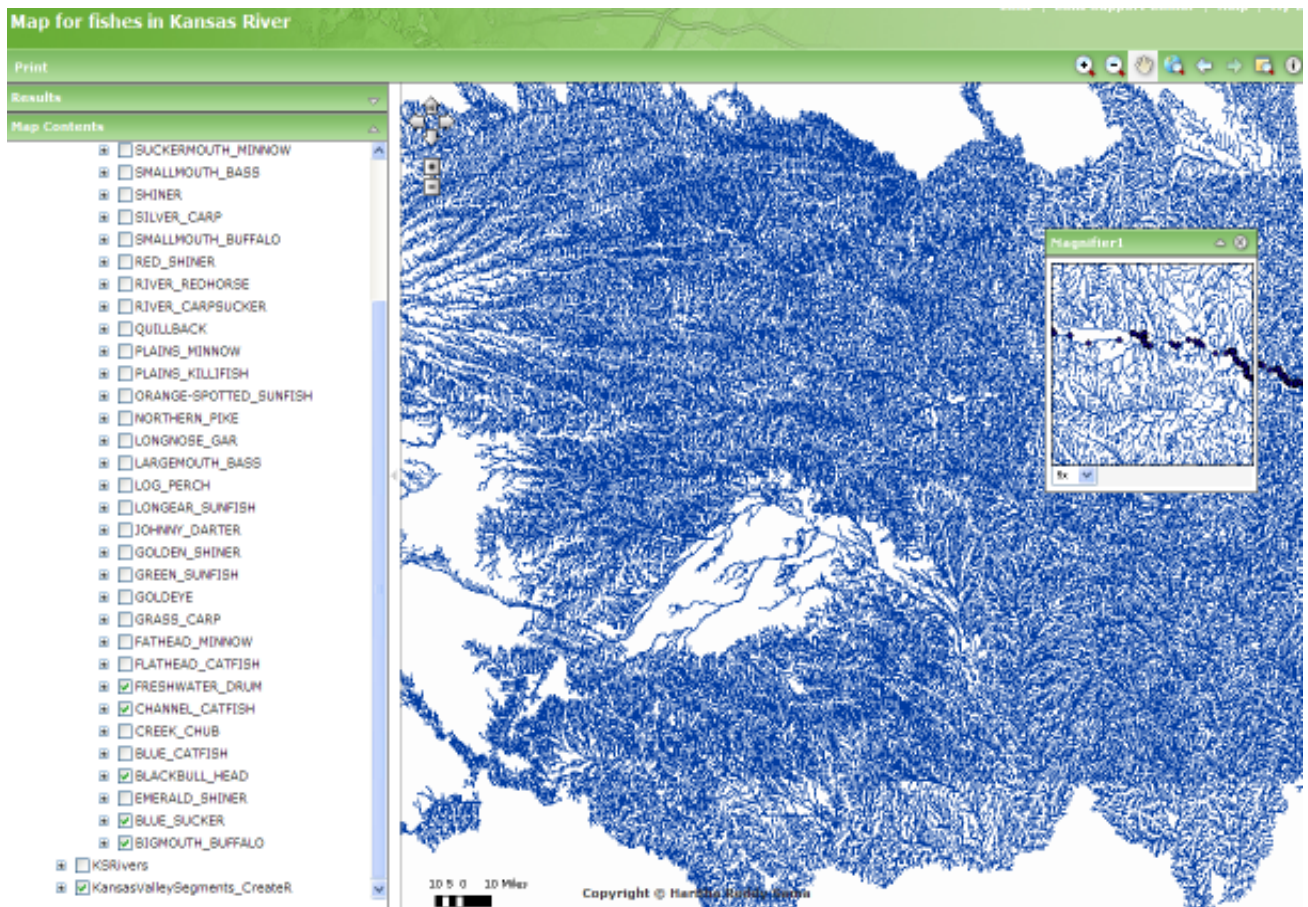 Map for fishes in Kansas River
Print
Results
Map Contents
SUCKERMOUTH_MINNOW
SMALLMOUTH_BASS
SHINER
SILVER_CARP
SMALLMOUTH_BUFFALO
RED_SHINER
RIVER_REDHORSE
RIVER_CARPSUCKER
QUILLBACK
PLAINS_MINNOW
PLAINS_KILLIFISH
ORANGE-SPOTTED_SUNFISH
NORTHERN_PIKE
LONGNOSE_GAR
LARGEMOUTH_BASS
LOG_PERCH
LONGEAR_SUNFISH
JOHNNY_DARTER
GOLDEN_SHINER
GREEN_SUNFISH
GOLDEYE
GRASS_CARP
FATHEAD_MINNOW
FLATHEAD_CATFISH
FRESHWATER_DRUM
CHANNEL_CATFISH
CREEK_CHUB
BLUE_CATFISH
BLACKBULL_HEAD
EMERALD_SHINER
BLUE_SUCKER
BIGMOUTH_BUFFALO
KSRivers
KansasValleySegments_CreateR
Magnifier1
10 5 0 10 Miles
Copyright ©